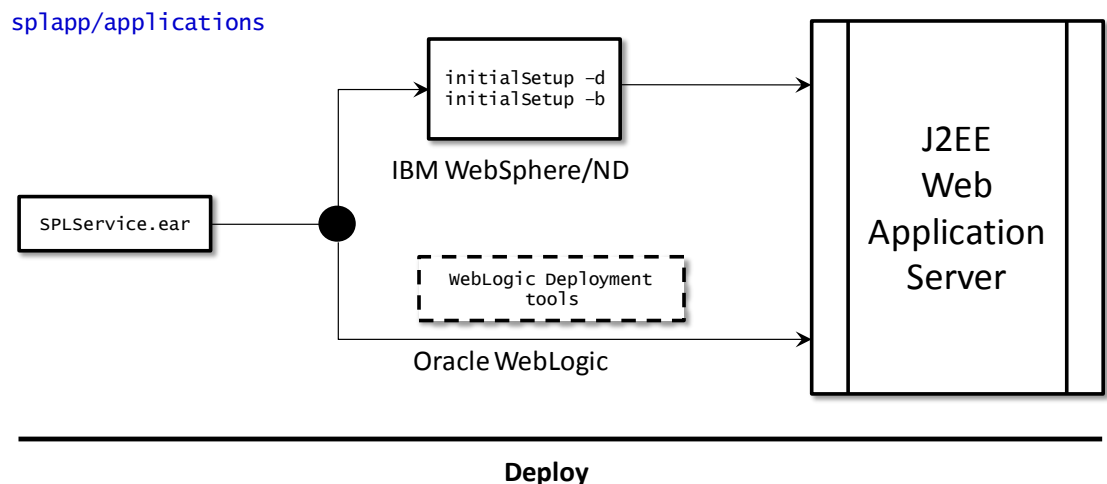 splapp/applications
initialSetup –d
initialSetup –b
IBM WebSphere/ND
SPLService.ear
WebLogic Deployment
tools
Oracle WebLogic
J2EE
Web
Application
Server
Deploy